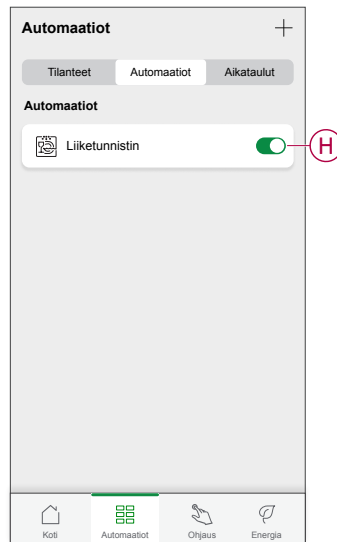 Automaatiot
Tilanteet Automaatiot Aikataulut
Automaatiot
Liiketunnistin
H
Koti Automaatiot Ohjaus Energia